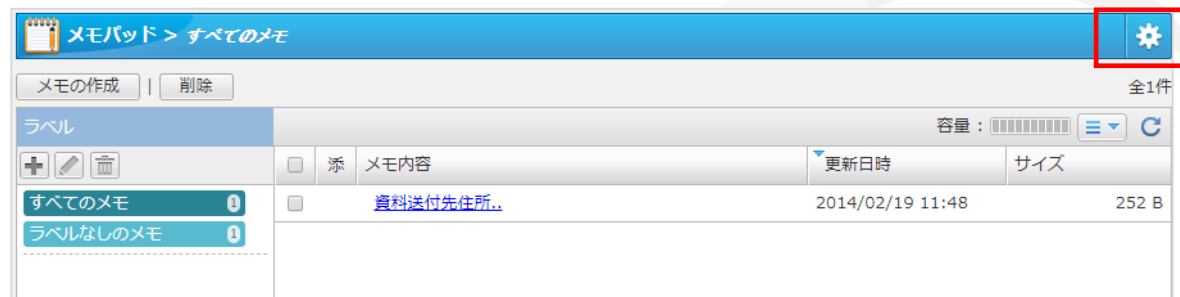 メモパッド > すべてのメモ
メモの作成 | 削除 全1件
ラベル 容量：
添 メモ内容 更新日時 サイズ
すべてのメモ 1 資料送付先住所.. 2014/02/19 11:48 252 B
ラベルなしのメモ 1